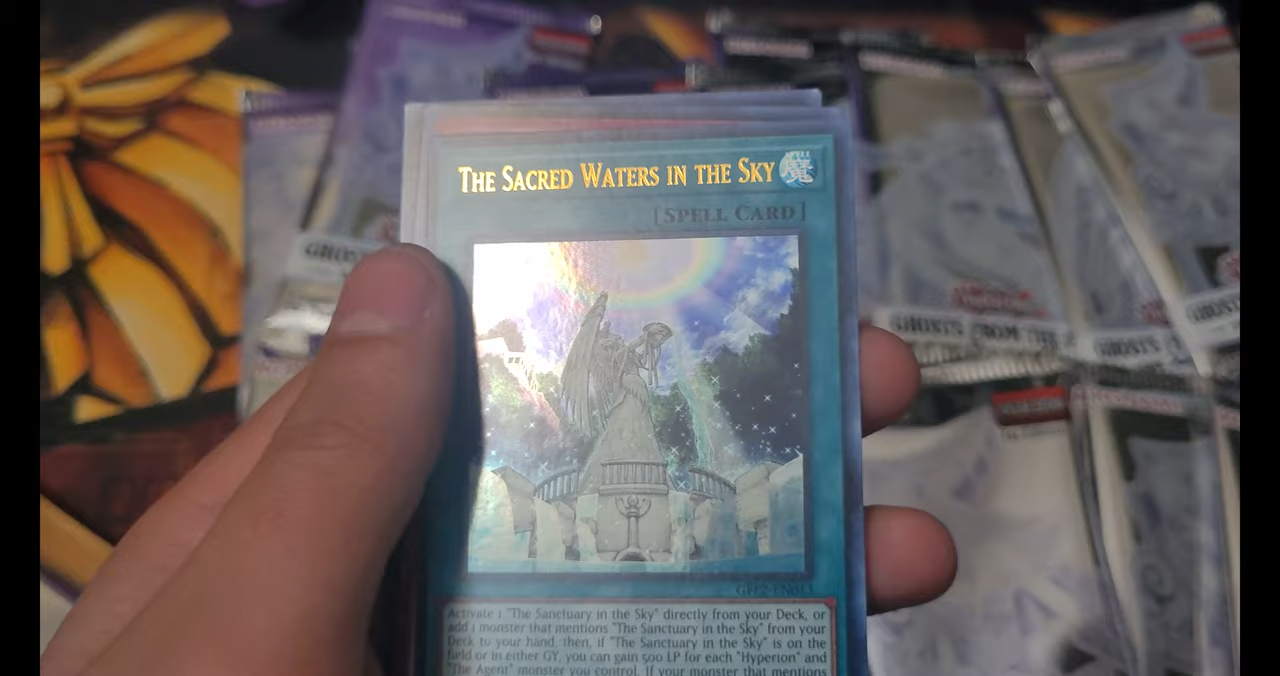 THE SACRED WATERS IN THE SKY
魔
[SPELL CARD]
Activate 1 "The Sanctuary in the Sky" directly from your Deck, or
add 1 monster that mentions "The Sanctuary in the Sky" from your
Deck to your hand, then, if "The Sanctuary in the Sky" is on the
field or in either GY, you can gain 500 LP for each "Hyperion" and
"The Agent" monster you control. If your monster that mentions
GHOSTS FROM THE
GHOSTS